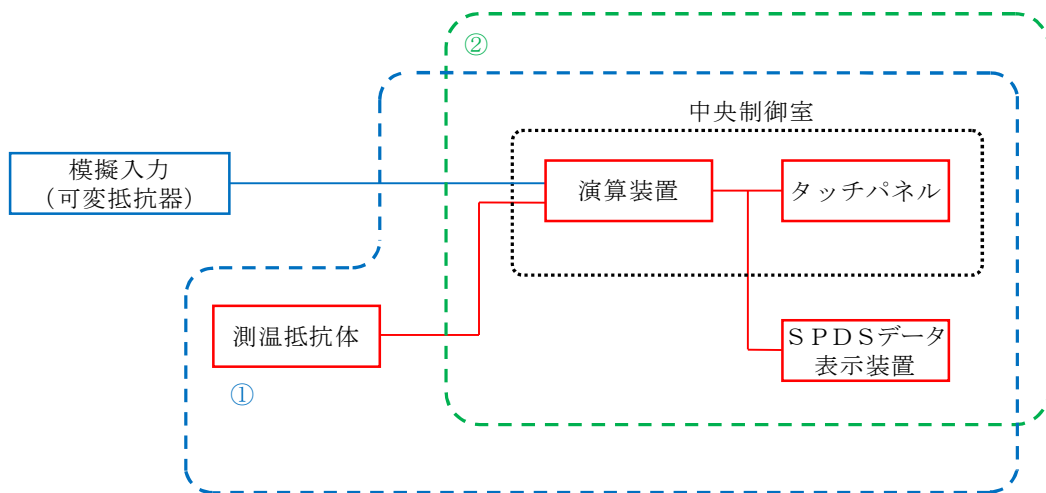 ②
中央制御室
模擬入力
（可変抵抗器）
演算装置
タッチパネル
測温抵抗体
ＳＰＤＳデータ
表示装置
①